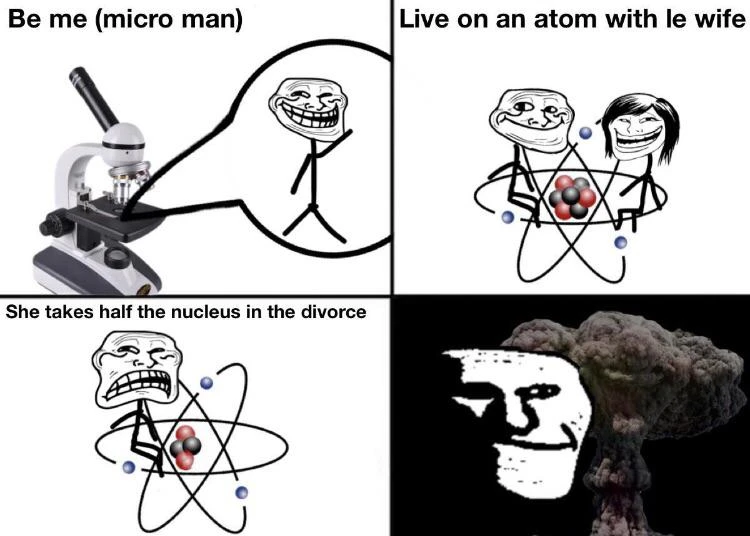 Be me (micro man)
Live on an atom with le wife
She takes half the nucleus in the divorce